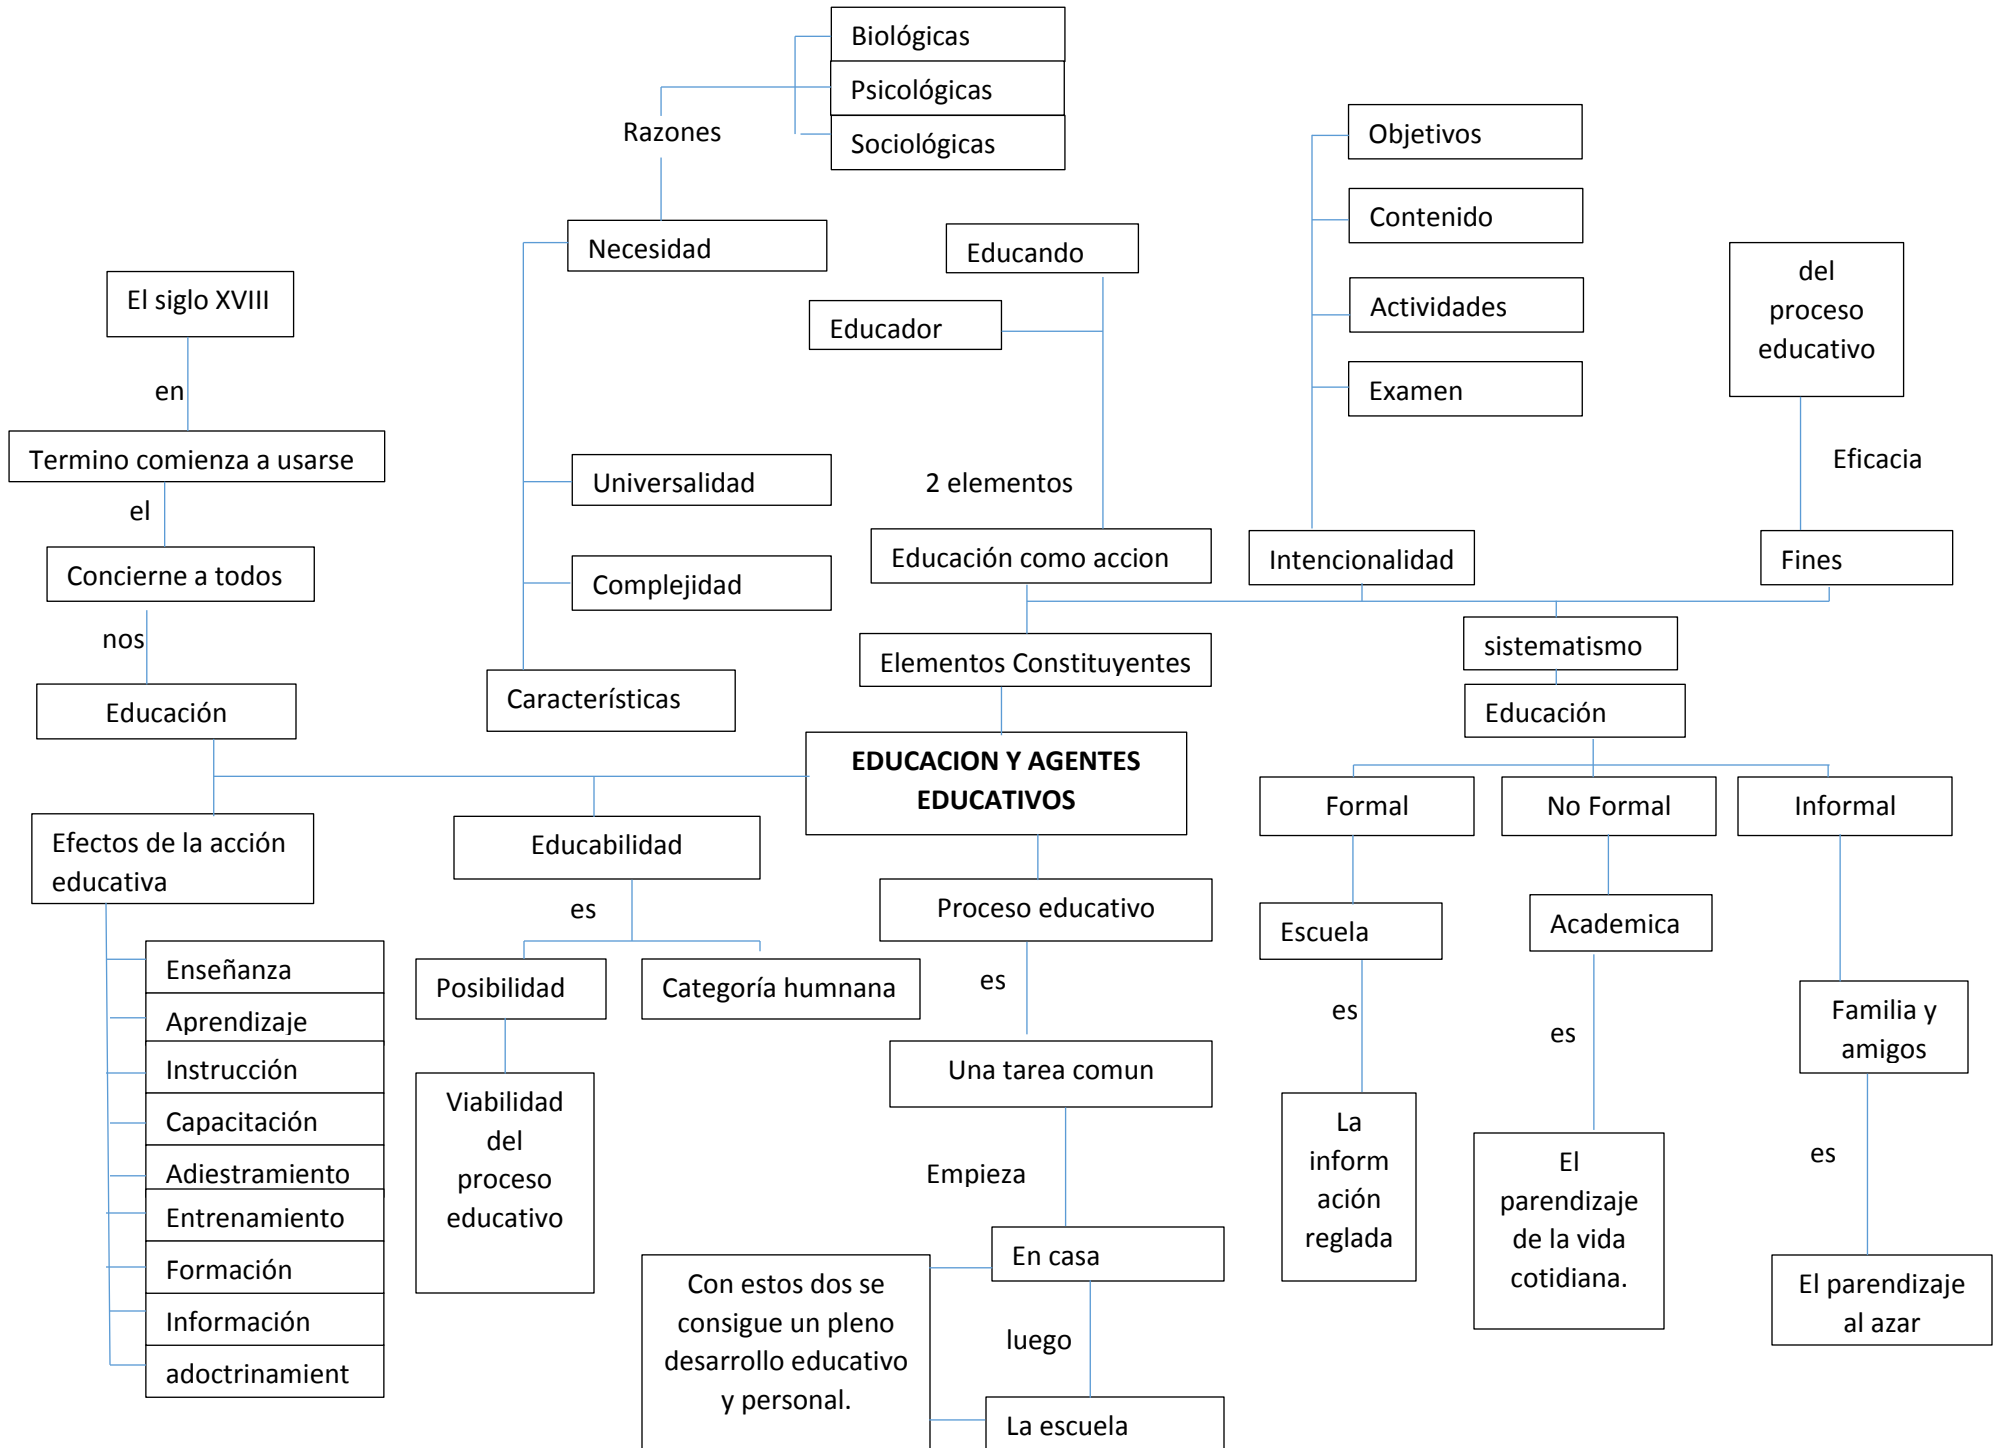 Biológicas
Psicológicas
Sociológicas
Razones
Necesidad
Educando
Educador
Objetivos
Contenido
Actividades
Examen
del
proceso
educativo
Eficacia
El siglo XVIII
en
Termino comienza a usarse
el
Concierne a todos
nos
Educación
Universalidad
Complejidad
Características
2 elementos
Educación como accion
Intencionalidad
Fines
Elementos Constituyentes
sistematismo
Educación
EDUCACION Y AGENTES
EDUCATIVOS
Formal
No Formal
Informal
Efectos de la acción
educativa
Educabilidad
es
Proceso educativo
es
Escuela
es
Academica
es
Familia y
amigos
es
Enseñanza
Aprendizaje
Instrucción
Capacitación
Adiestramiento
Entrenamiento
Formación
Información
adoctrinamient
Posibilidad
Categoría humnana
Viabilidad
del
proceso
educativo
Una tarea comun
Empieza
En casa
luego
La escuela
Con estos dos se
consigue un pleno
desarrollo educativo
y personal.
La
inform
ación
reglada
El
parendizaje
de la vida
cotidiana.
El parendizaje
al azar